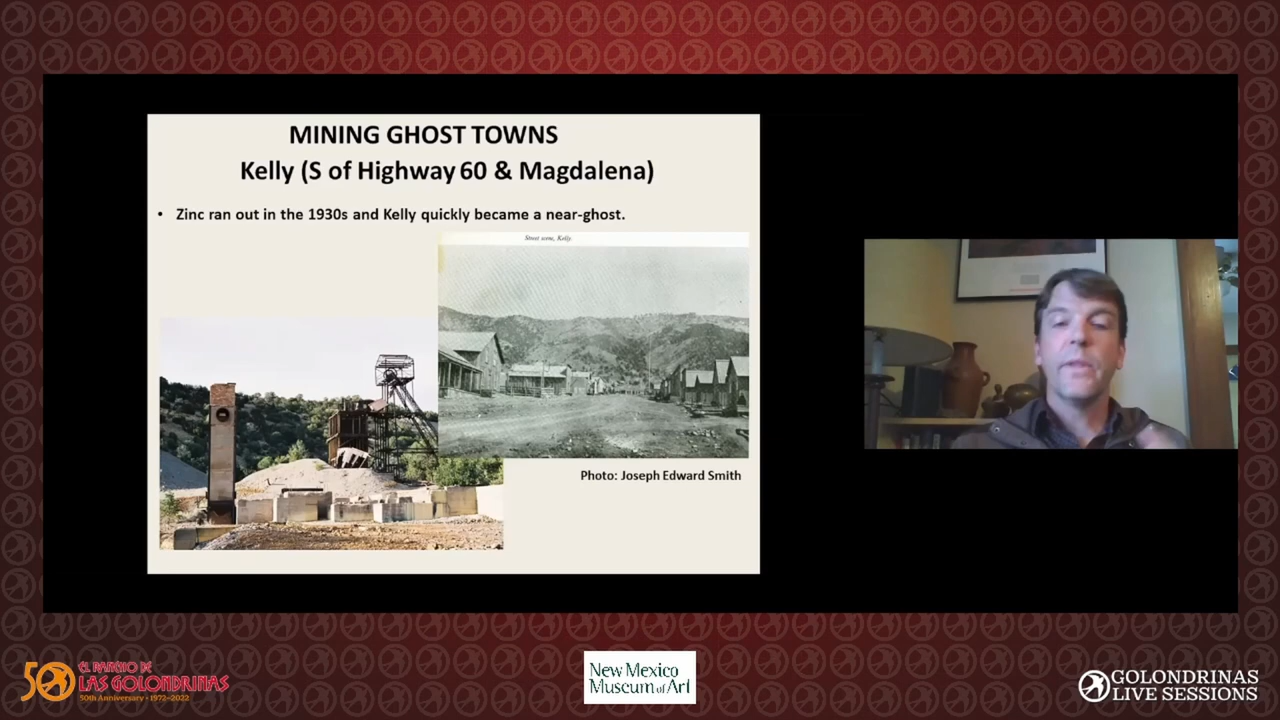 MINING GHOST TOWNS
Kelly (S of Highway 60 & Magdalena)
• Zinc ran out in the 1930s and Kelly quickly became a near-ghost.
Street scene, Kelly.
Photo: Joseph Edward Smith
50 EL RANCHO DE
LAS GOLONDRINAS
50th Anniversary • 1972-2022
New Mexico
Museum of Art
GOLONDRINAS
LIVE SESSIONS